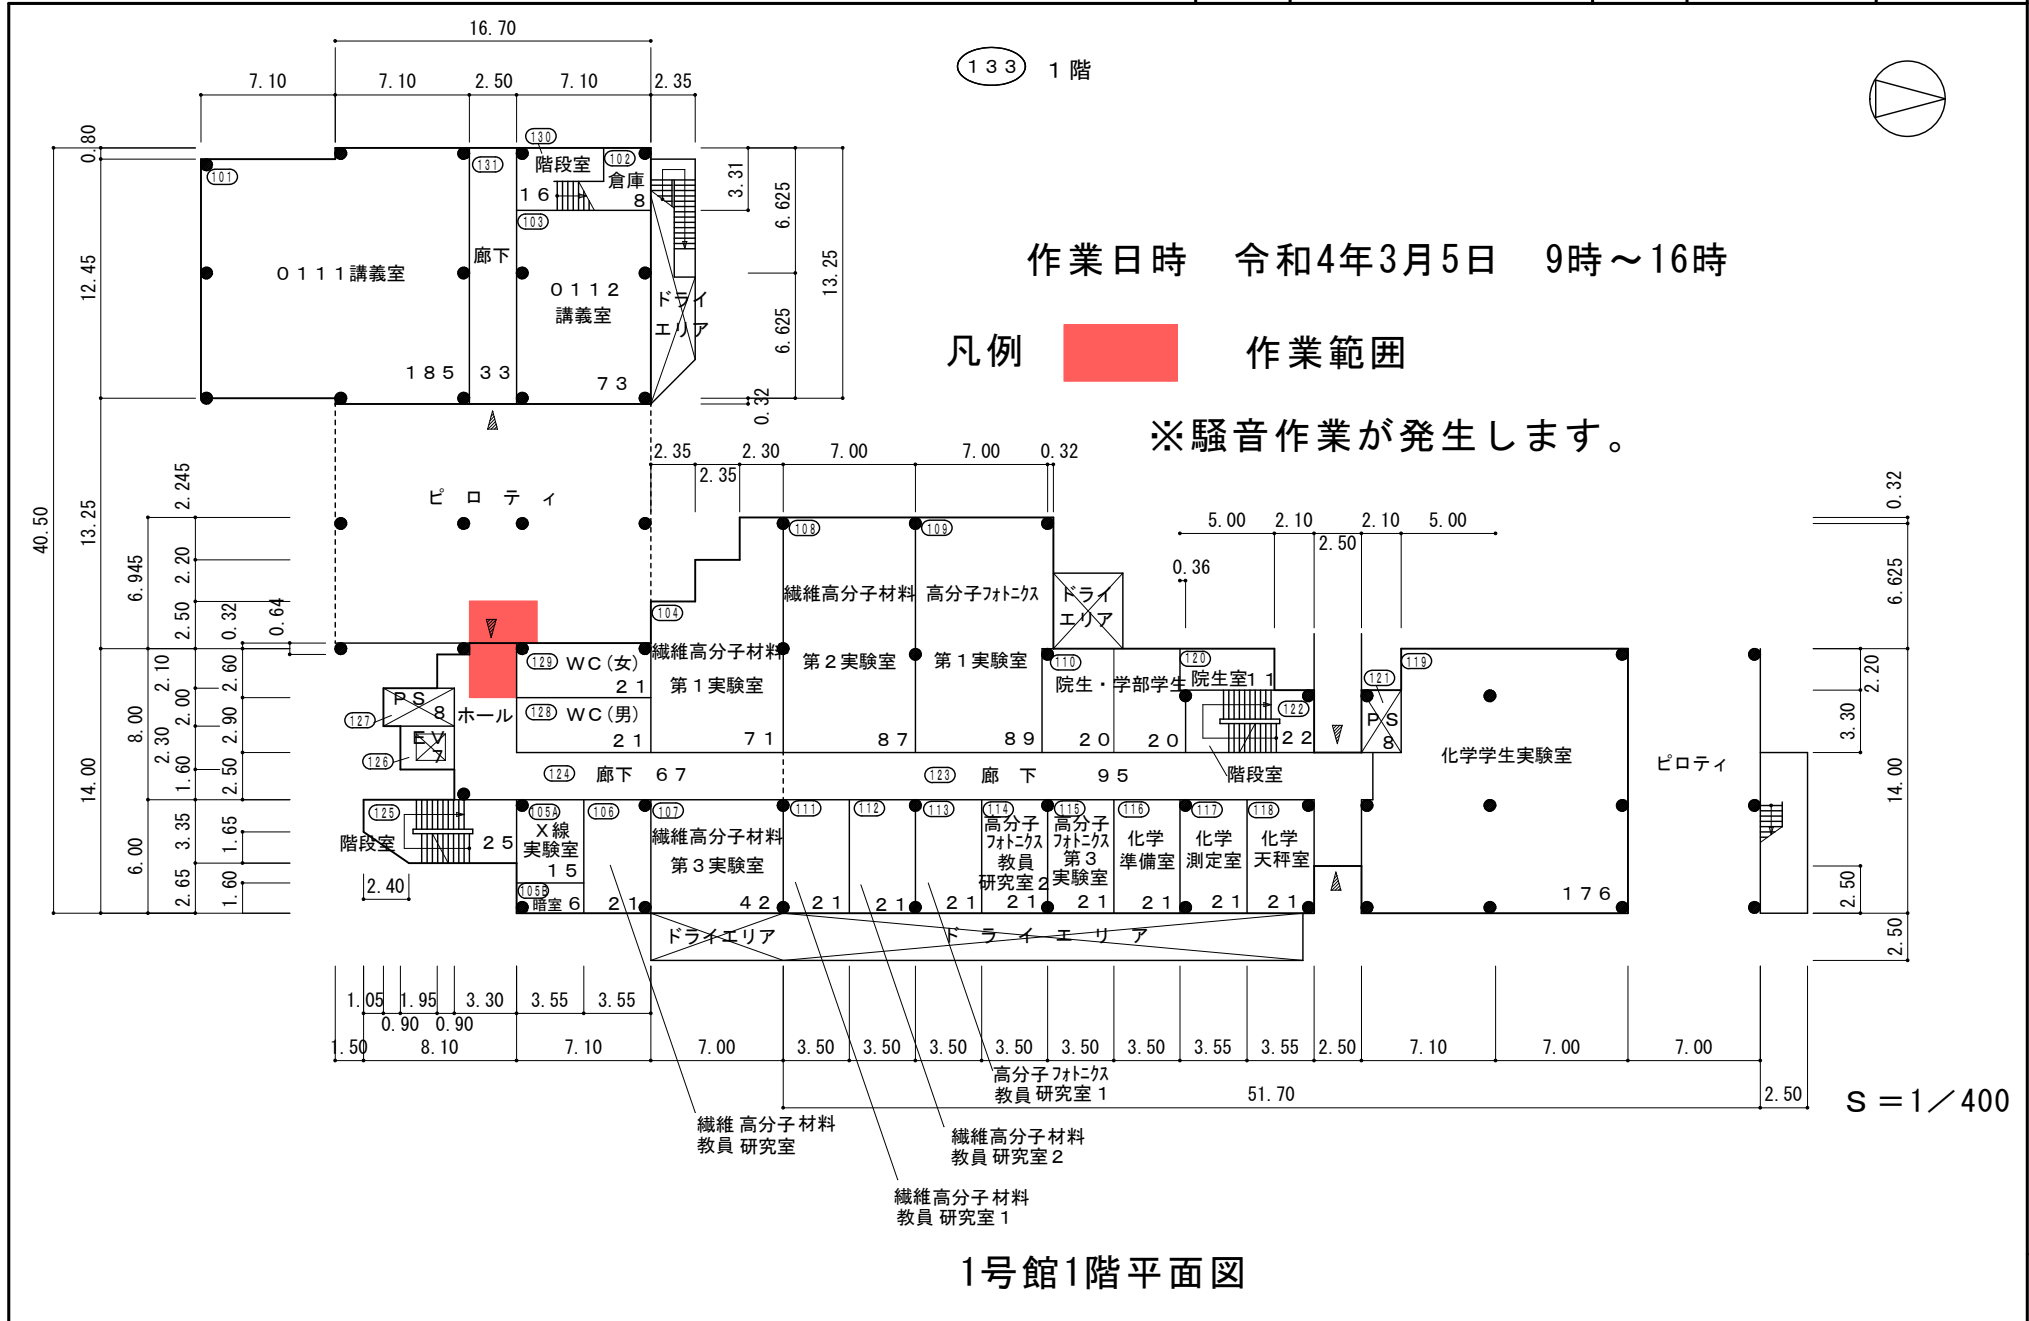 133 1階
16.70
7.10 7.10 2.50 7.10 2.35
0.80
12.45
13.25
14.00
40.50
3.31
6.625
6.625
13.25
0.32
101
0111講義室
185
131
廊下
33
130
階段室
16
102
倉庫
8
103
0112
講義室
73
ドライ
エリア
作業日時 令和4年3月5日 9時～16時
凡例 作業範囲
※騒音作業が発生します。
ピロティ
2.35 2.30 7.00 7.00 0.32
2.35
5.00 2.10 2.10 5.00
2.50
0.36
2.245
2.20
2.50
0.32
0.64
6.945
8.00
6.00
2.10
2.00
2.30
1.60
3.35
2.65
2.60
2.90
2.50
1.65
1.60
0.32
6.625
14.00
2.50
2.20
3.30
2.50
104
繊維高分子材料
第1実験室
71
108
繊維高分子材料
第2実験室
87
109
高分子フォトニクス
第1実験室
89
ドライ
エリア
110
院生・学部学生
20
120
院生室11
20
122
22
階段室
121
PS
8
119
化学学生実験室
176
ピロティ
129 WC(女)
21
128 WC(男)
21
ホール
PS
8
127
EV
7
126
124 廊下 67
123 廊下 95
125
階段室
25
105A
X線
実験室
15
105B
暗室 6
106
21
107
繊維高分子材料
第3実験室
42
111
21
112
21
113
21
114
高分子
フォトニクス
教員
研究室2
21
115
高分子
フォトニクス
第3
実験室
21
116
化学
準備室
21
117
化学
測定室
21
118
化学
天秤室
21
ドライエリア
ドライエリア
2.40
1.05 1.95 3.30 3.55 3.55
0.90 0.90
1.50 8.10 7.10 7.00 3.50 3.50 3.50 3.50 3.50 3.50 3.55 3.55 2.50 7.10 7.00 7.00
51.70 2.50
高分子フォトニクス
教員研究室1
繊維高分子材料
教員研究室
繊維高分子材料
教員研究室2
繊維高分子材料
教員研究室1
S＝1／400
1号館1階平面図